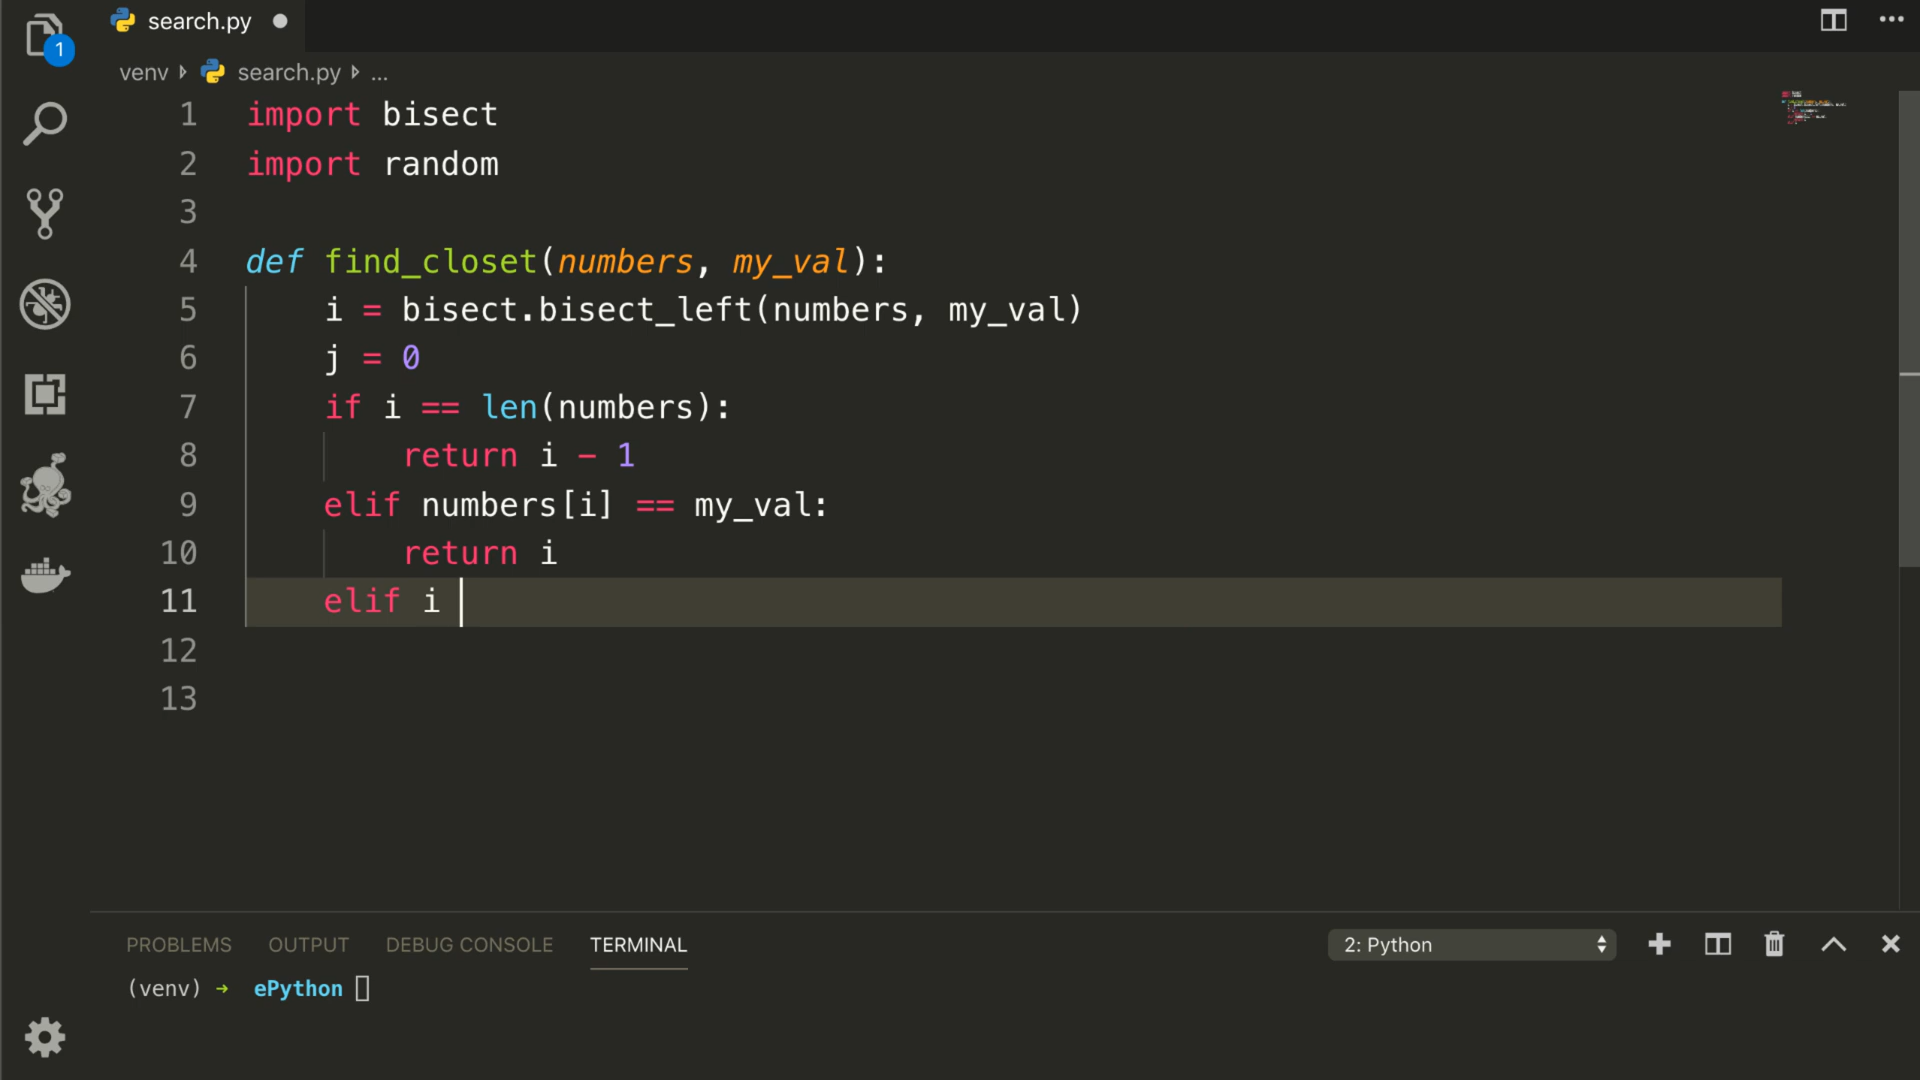 search.py
1
venv search.py ...
1 import bisect
2 import random
3
4 def find_closet(numbers, my_val):
5 i = bisect.bisect_left(numbers, my_val)
6 j = 0
7 if i == len(numbers):
8 return i - 1
9 elif numbers[i] == my_val:
10 return i
11 elif i
12
13
PROBLEMS OUTPUT DEBUG CONSOLE TERMINAL 2: Python
(venv) → ePython